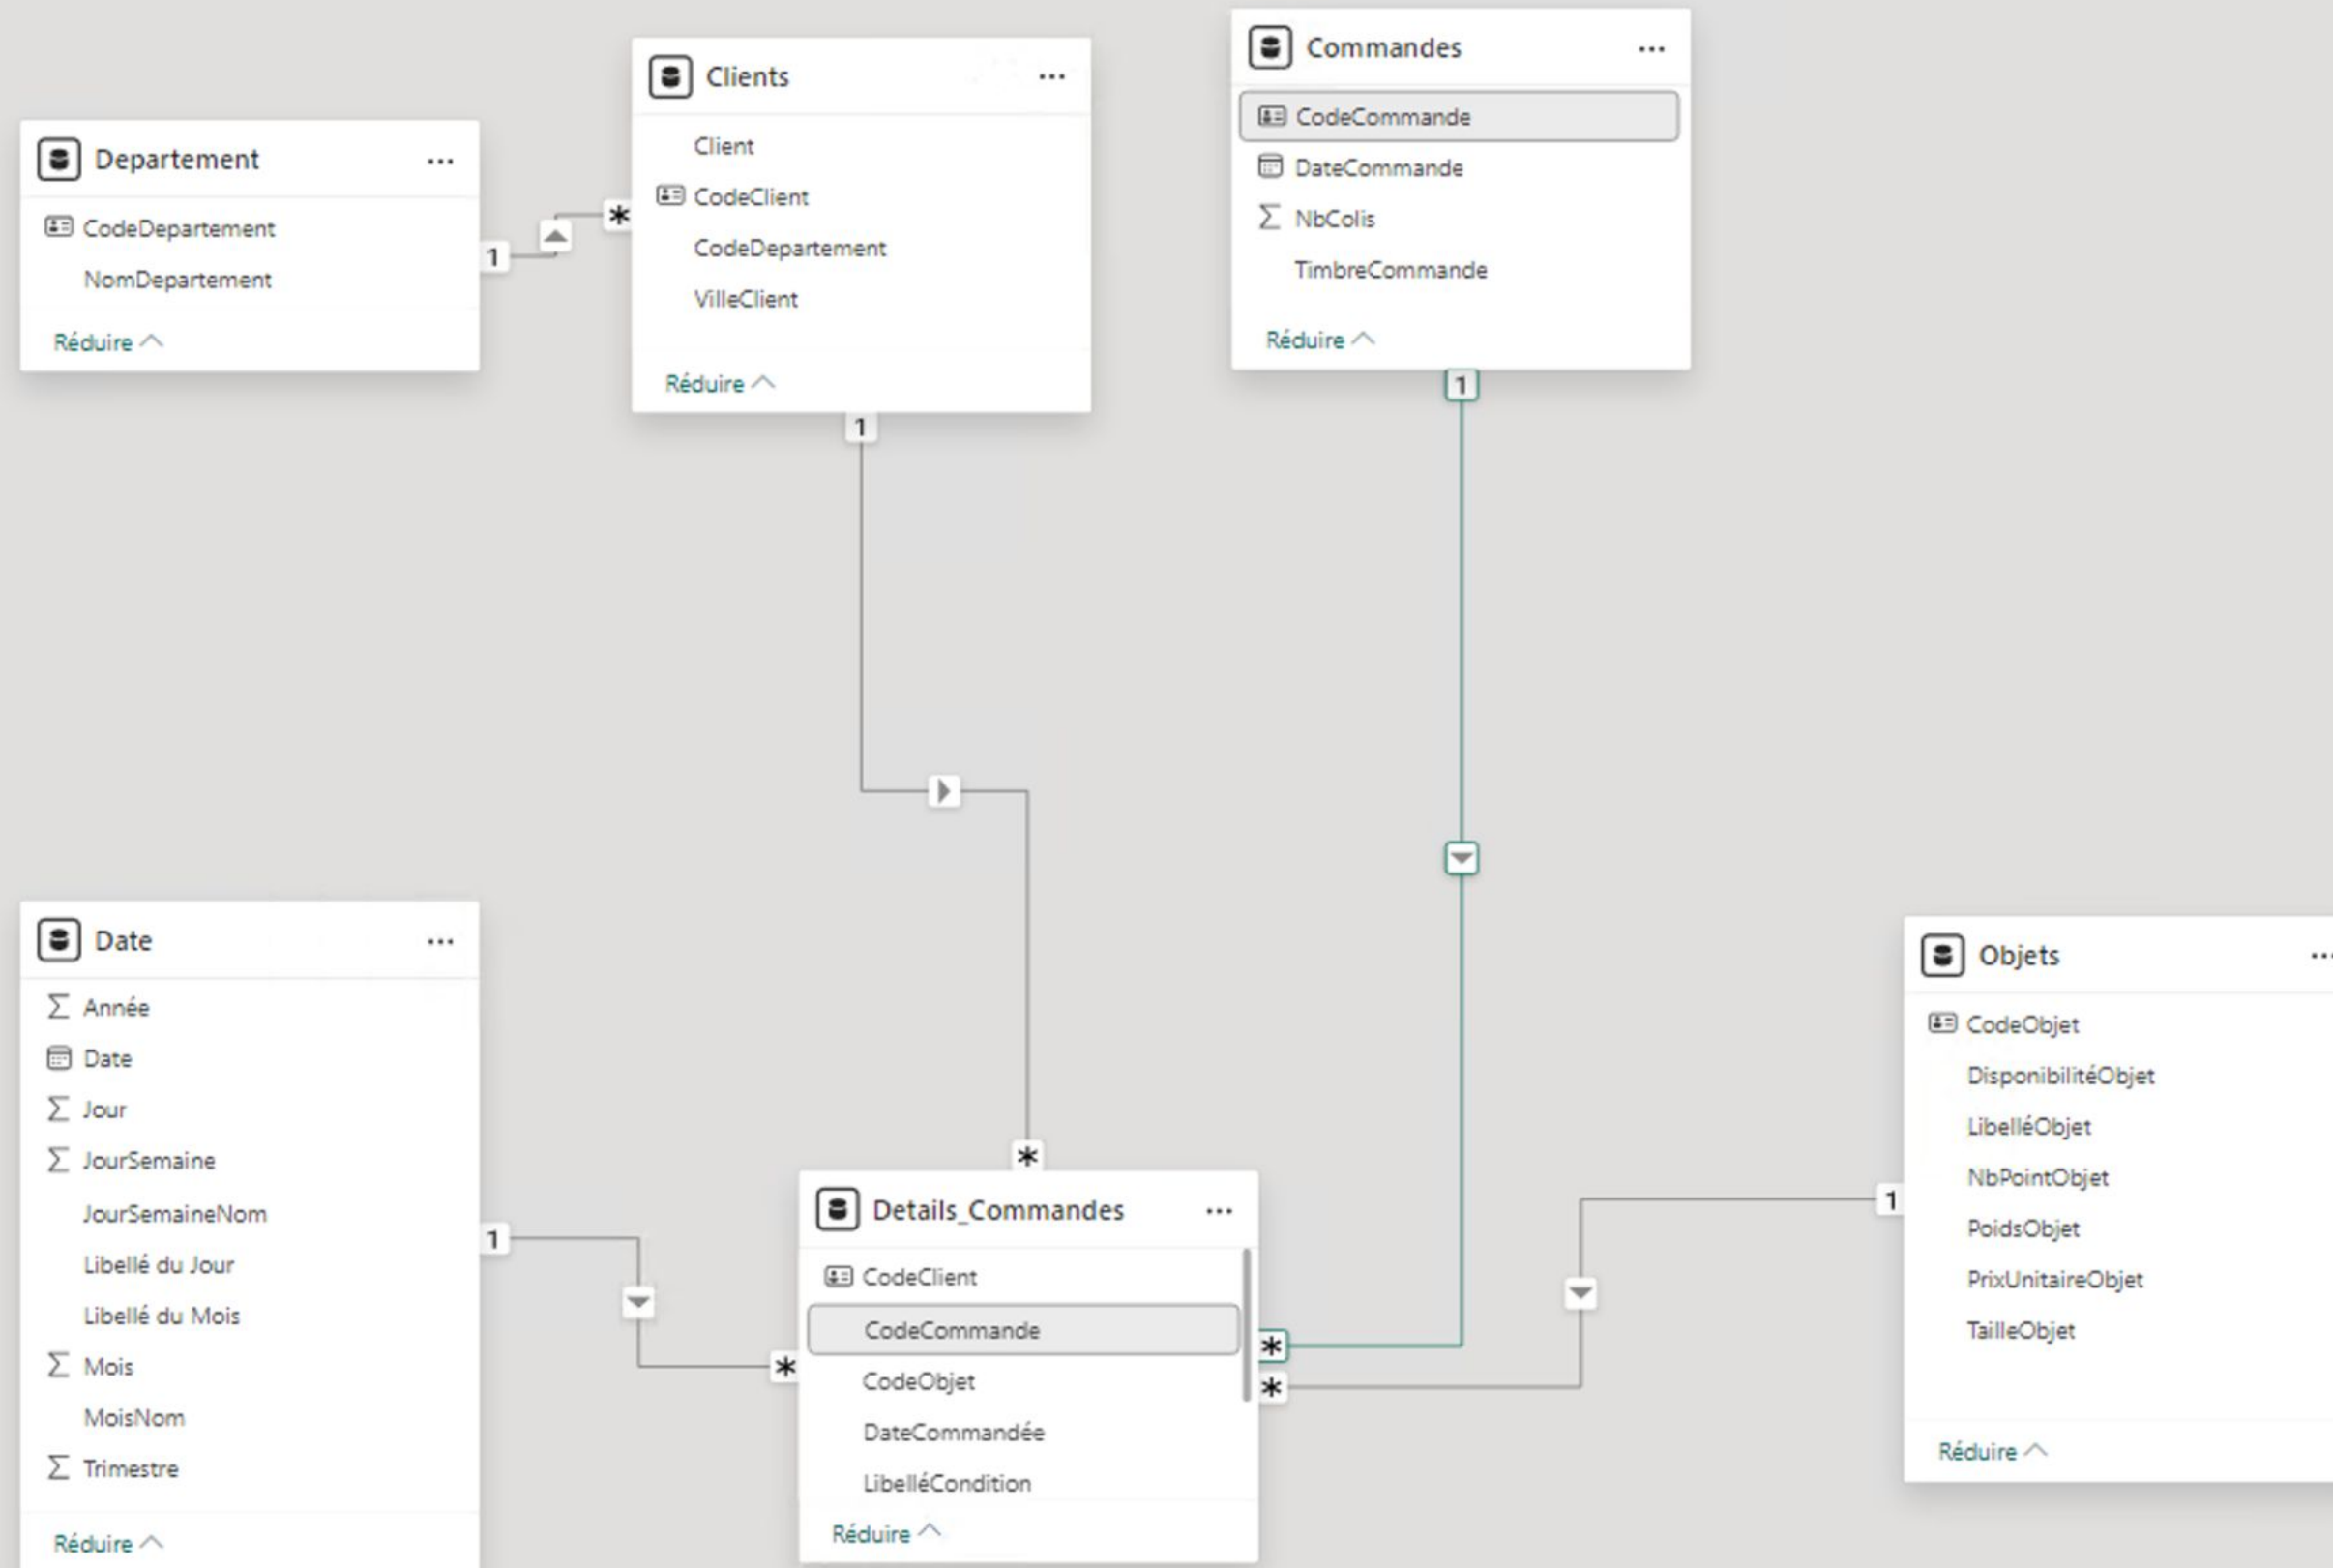 Departement
CodeDepartement
NomDepartement
Réduire
1
*
Clients
Client
CodeClient
CodeDepartement
VilleClient
Réduire
1
Commandes
CodeCommande
DateCommande
NbColis
TimbreCommande
Réduire
1
Date
Année
Date
Jour
JourSemaine
JourSemaineNom
Libellé du Jour
Libellé du Mois
Mois
MoisNom
Trimestre
Réduire
1
*
*
Details_Commandes
CodeClient
CodeCommande
CodeObjet
DateCommandée
LibelléCondition
Réduire
*
*
1
Objets
CodeObjet
DisponibilitéObjet
LibelléObjet
NbPointObjet
PoidsObjet
PrixUnitaireObjet
TailleObjet
Réduire